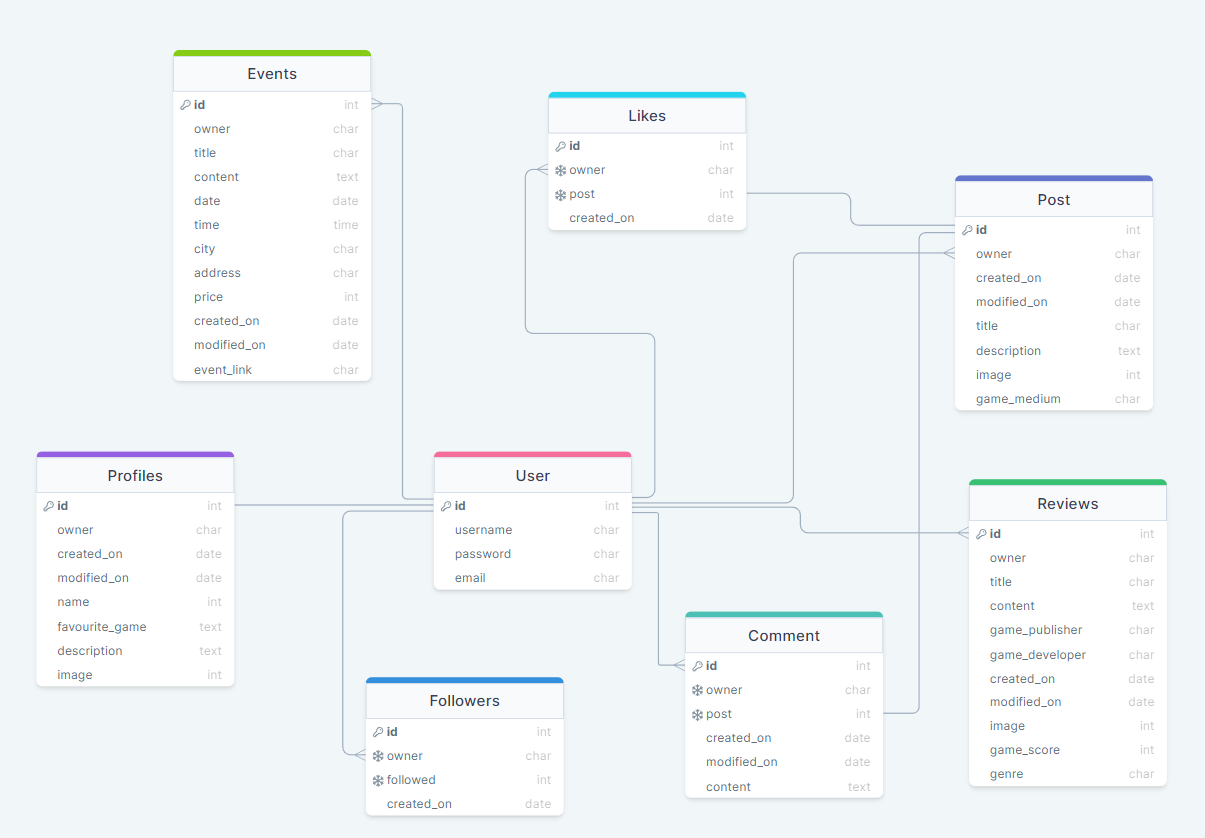 Events
id int
owner char
title char
content text
date date
time time
city char
address char
price int
created_on date
modified_on date
event_link char
Likes
id int
owner char
post int
created_on date
Post
id int
owner char
created_on date
modified_on date
title char
description text
image int
game_medium char
Profiles
id int
owner char
created_on date
modified_on date
name int
favourite_game text
description text
image int
User
id int
username char
password char
email char
Reviews
id int
owner char
title char
content text
game_publisher char
game_developer char
created_on date
modified_on date
image int
game_score int
genre char
Comment
id int
owner char
post int
created_on date
modified_on date
content text
Followers
id int
owner char
followed int
created_on date